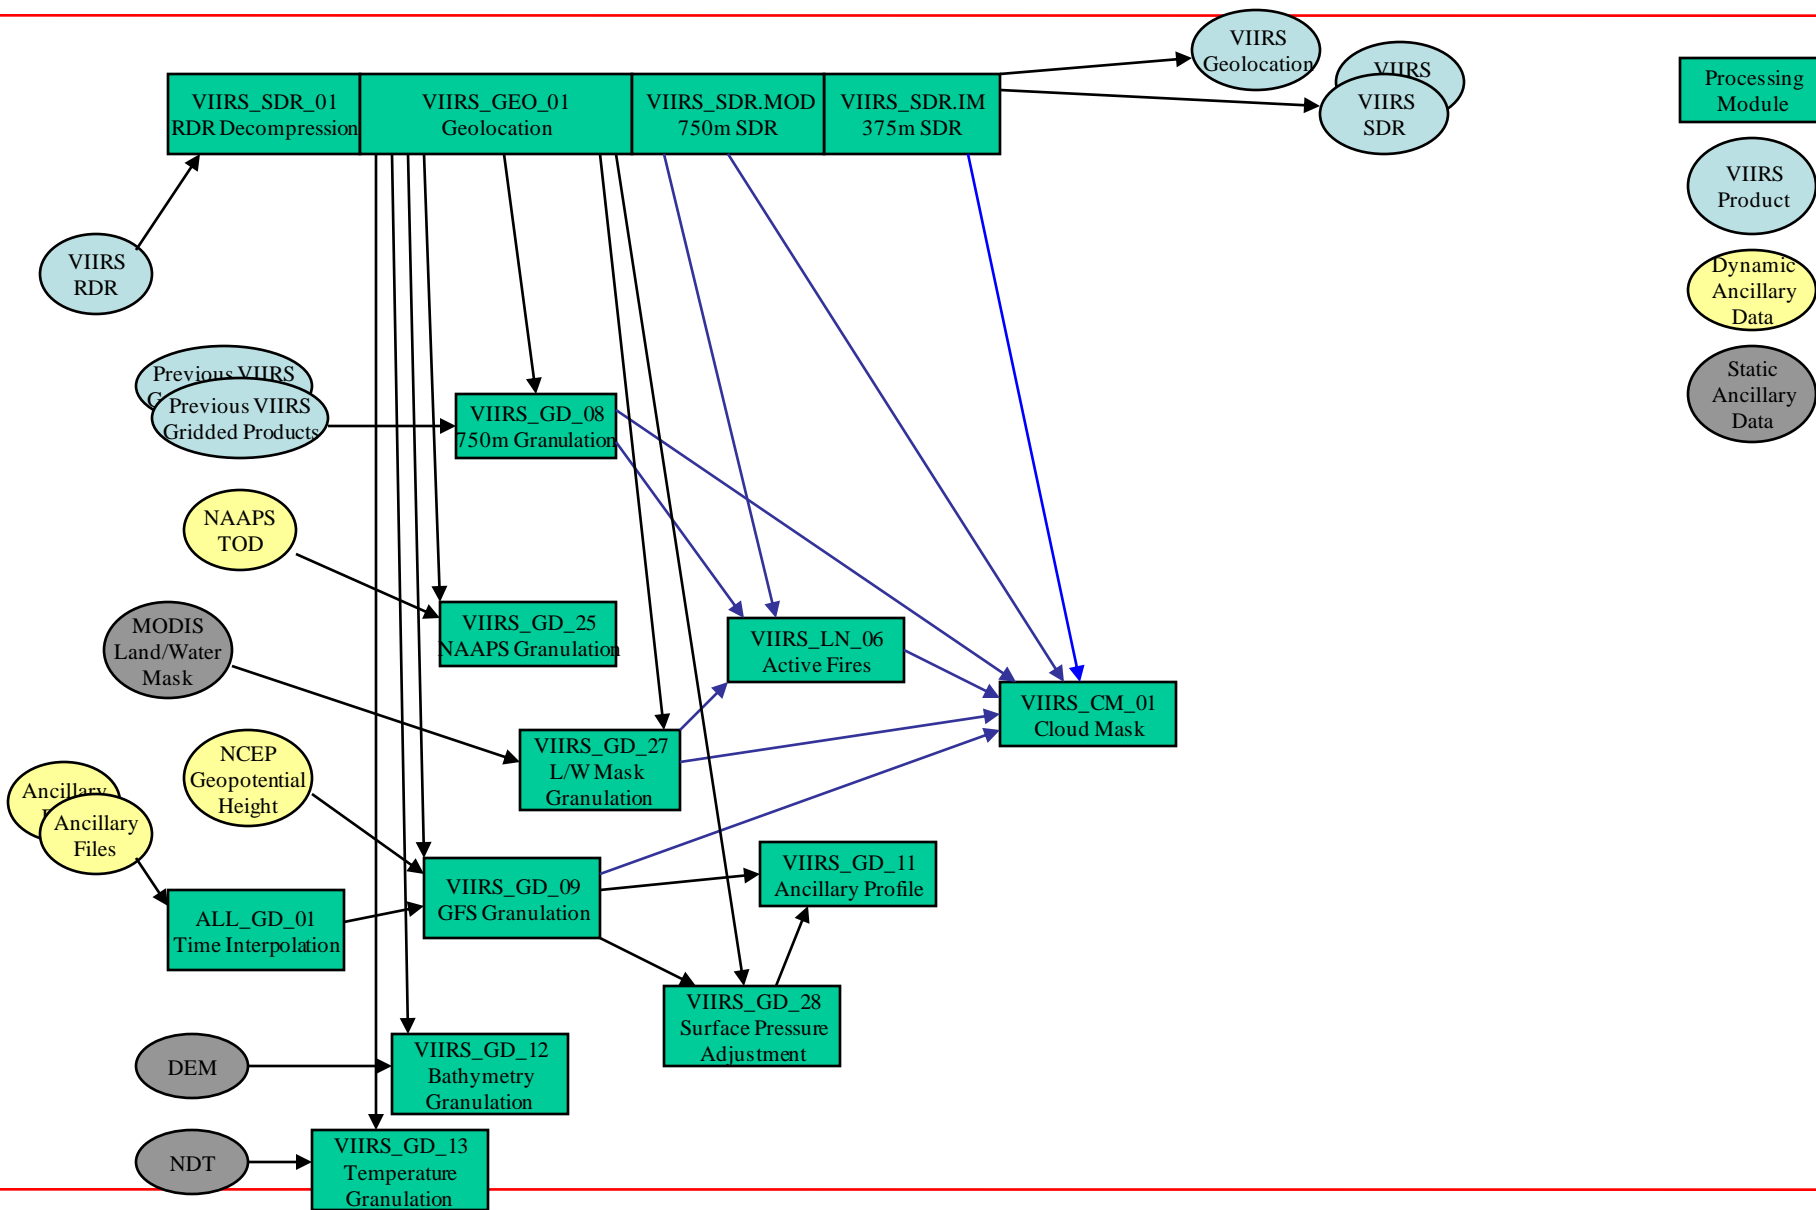 VIIRS
Geolocation
VIIRS
VIIRS
SDR
VIIRS_SDR_01
RDR Decompression
VIIRS_GEO_01
Geolocation
VIIRS_SDR.MOD
750m SDR
VIIRS_SDR.IM
375m SDR
Processing
Module
VIIRS
Product
Dynamic
Ancillary
Data
Static
Ancillary
Data
VIIRS
RDR
Previous VIIRS
Previous VIIRS
Gridded Products
VIIRS_GD_08
750m Granulation
NAAPS
TOD
VIIRS_GD_25
NAAPS Granulation
MODIS
Land/Water
Mask
VIIRS_LN_06
Active Fires
VIIRS_CM_01
Cloud Mask
VIIRS_GD_27
L/W Mask
Granulation
NCEP
Geopotential
Height
Ancillary
Ancillary
Files
VIIRS_GD_09
GFS Granulation
VIIRS_GD_11
Ancillary Profile
ALL_GD_01
Time Interpolation
VIIRS_GD_28
Surface Pressure
Adjustment
DEM
VIIRS_GD_12
Bathymetry
Granulation
NDT
VIIRS_GD_13
Temperature
Granulation